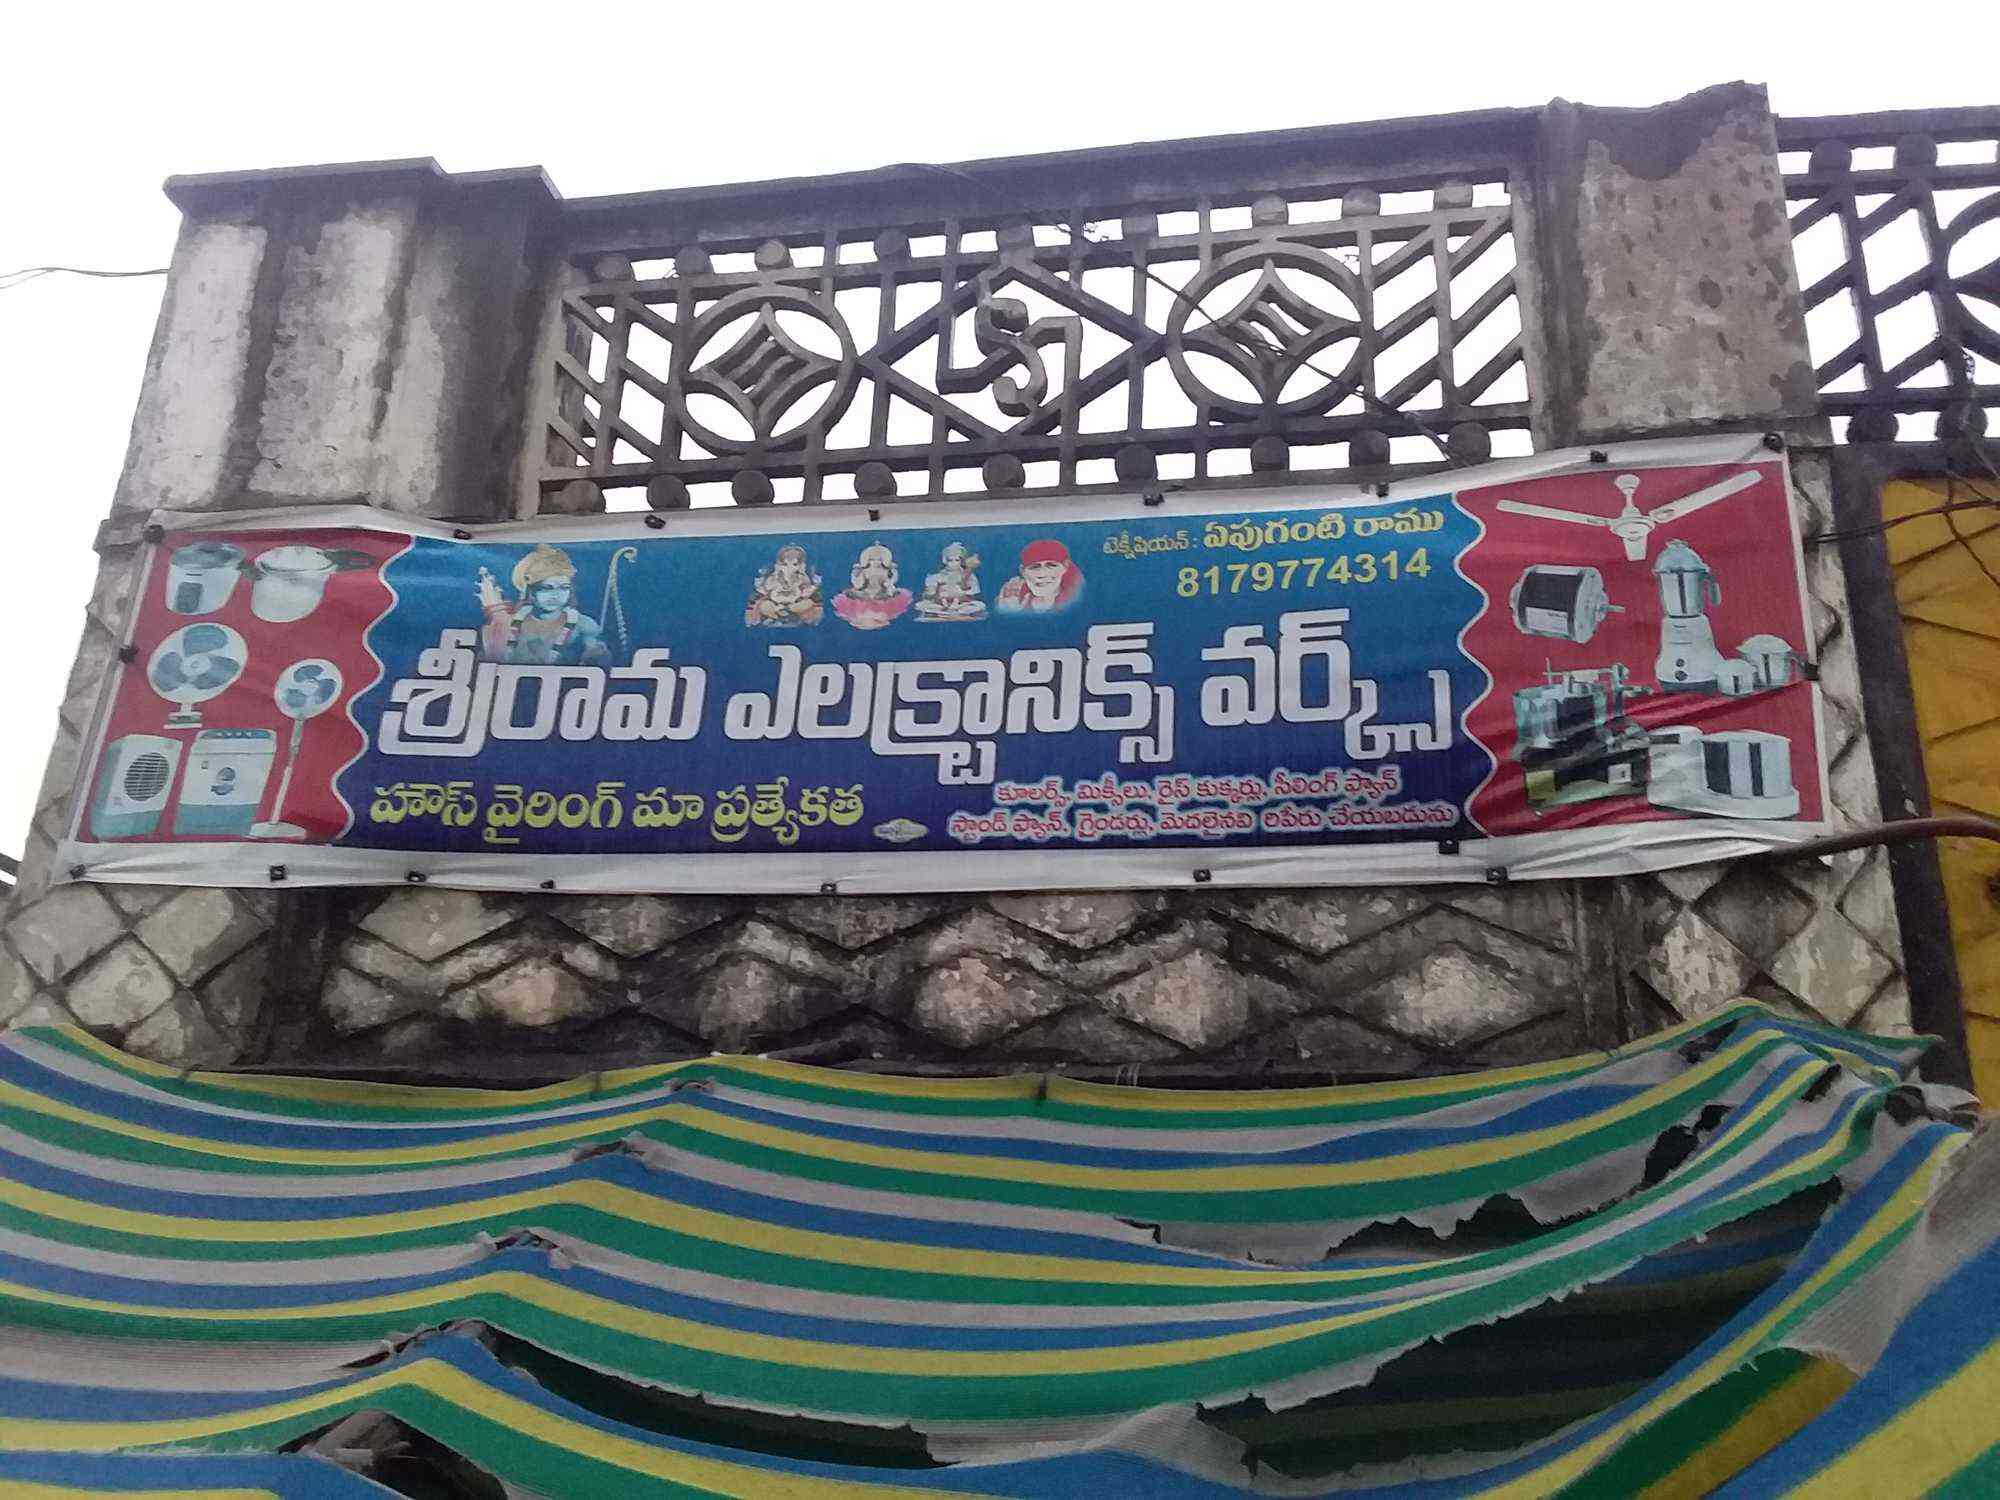 టెక్నీషియన్: ఏపుగంటి రాము
8179774314
శ్రీరామ ఎలక్ట్రానిక్స్ వర్క్స్
హౌస్ వైరింగ్ మా ప్రత్యేకత
కూలర్స్, మిక్సీలు, రైస్ కుక్కర్లు, సీలింగ్ ఫ్యాన్
స్టాండ్ ఫ్యాన్, గ్రైండర్లు, మెదలైనవి రిపేరు చేయబడును